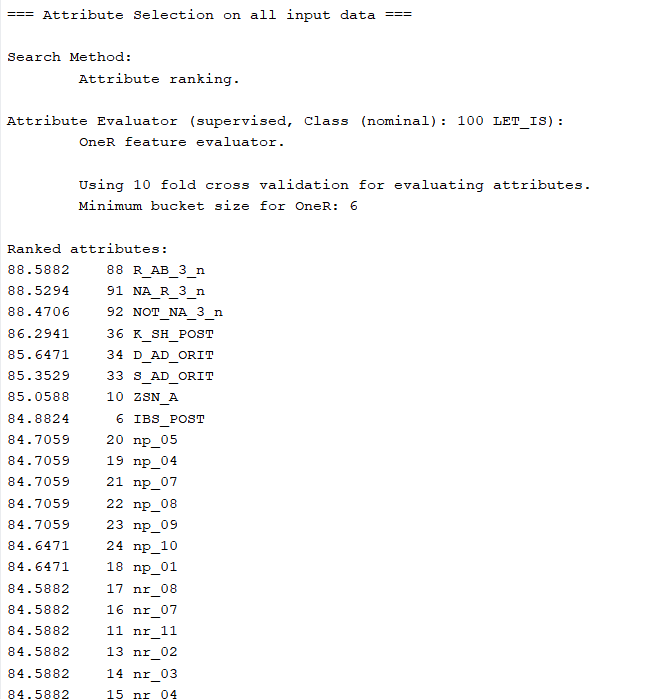 === Attribute Selection on all input data ===
Search Method:
Attribute ranking.
Attribute Evaluator (supervised, Class (nominal): 100 LET_IS):
OneR feature evaluator.
Using 10 fold cross validation for evaluating attributes.
Minimum bucket size for OneR: 6
Ranked attributes:
88.5882 88 R_AB_3_n
88.5294 91 NA_R_3_n
88.4706 92 NOT_NA_3_n
86.2941 36 K_SH_POST
85.6471 34 D_AD_ORIT
85.3529 33 S_AD_ORIT
85.0588 10 ZSN_A
84.8824 6 IBS_POST
84.7059 20 np_05
84.7059 19 np_04
84.7059 21 np_07
84.7059 22 np_08
84.7059 23 np_09
84.6471 24 np_10
84.6471 18 np_01
84.5882 17 nr_08
84.5882 16 nr_07
84.5882 11 nr_11
84.5882 13 nr_02
84.5882 14 nr_03
84.5882 15 nr_04